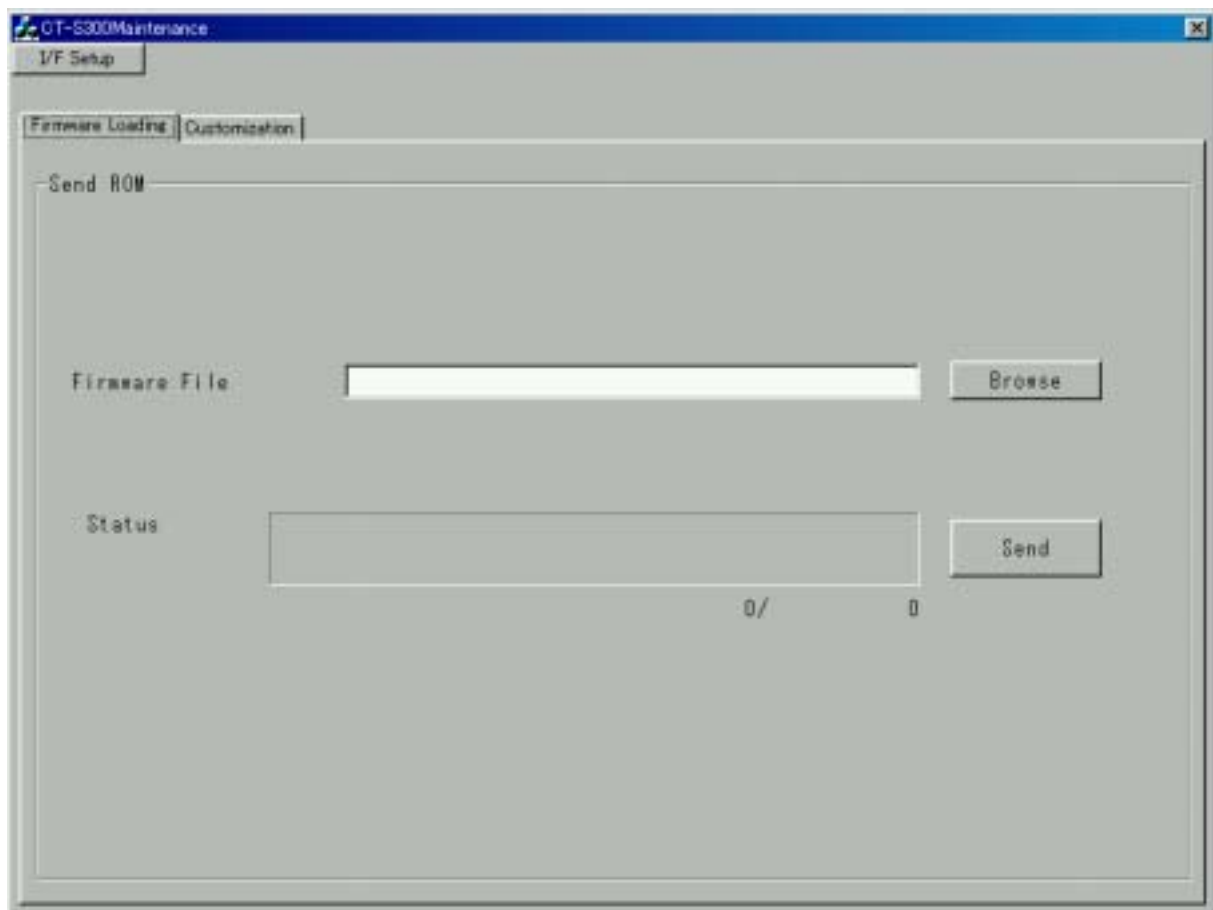 CT-S300Maintenance
I/F Setup
Firmware Loading Customization
Send ROM
Firmware File Browse
Status Send
0/ 0